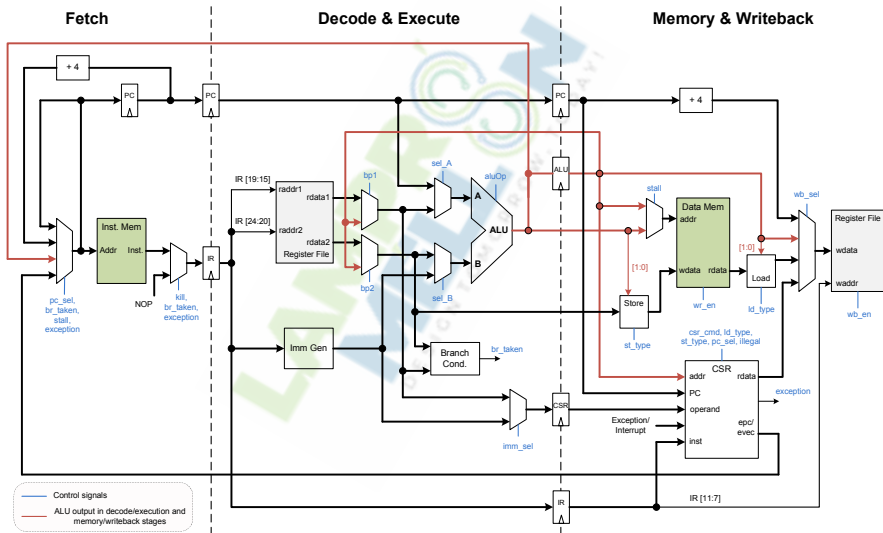 Fetch
Decode & Execute
Memory & Writeback
+ 4
PC
PC
PC
+ 4
ALU
IR [19:15]
raddr1
rdata1
bp1
sel_A
aluOp
A
ALU
B
IR [24:20]
raddr2
rdata2
Register File
bp2
sel_B
stall
Data Mem
addr
wdata
rdata
wr_en
[1:0]
Store
st_type
[1:0]
Load
ld_type
wb_sel
Register File
wdata
waddr
wb_en
Inst. Mem
Addr
Inst.
IR
NOP
kill,
br_taken,
exception
pc_sel,
br_taken,
stall,
exception
Imm Gen
Branch
Cond.
br_taken
imm_sel
CSR
csr_cmd, ld_type,
st_type, pc_sel, illegal
CSR
addr
rdata
PC
operand
exception
Exception/
Interrupt
epc/
evec
inst
IR
IR [11:7]
Control signals
ALU output in decode/execution and
memory/writeback stages
LAMPRO
MELLON